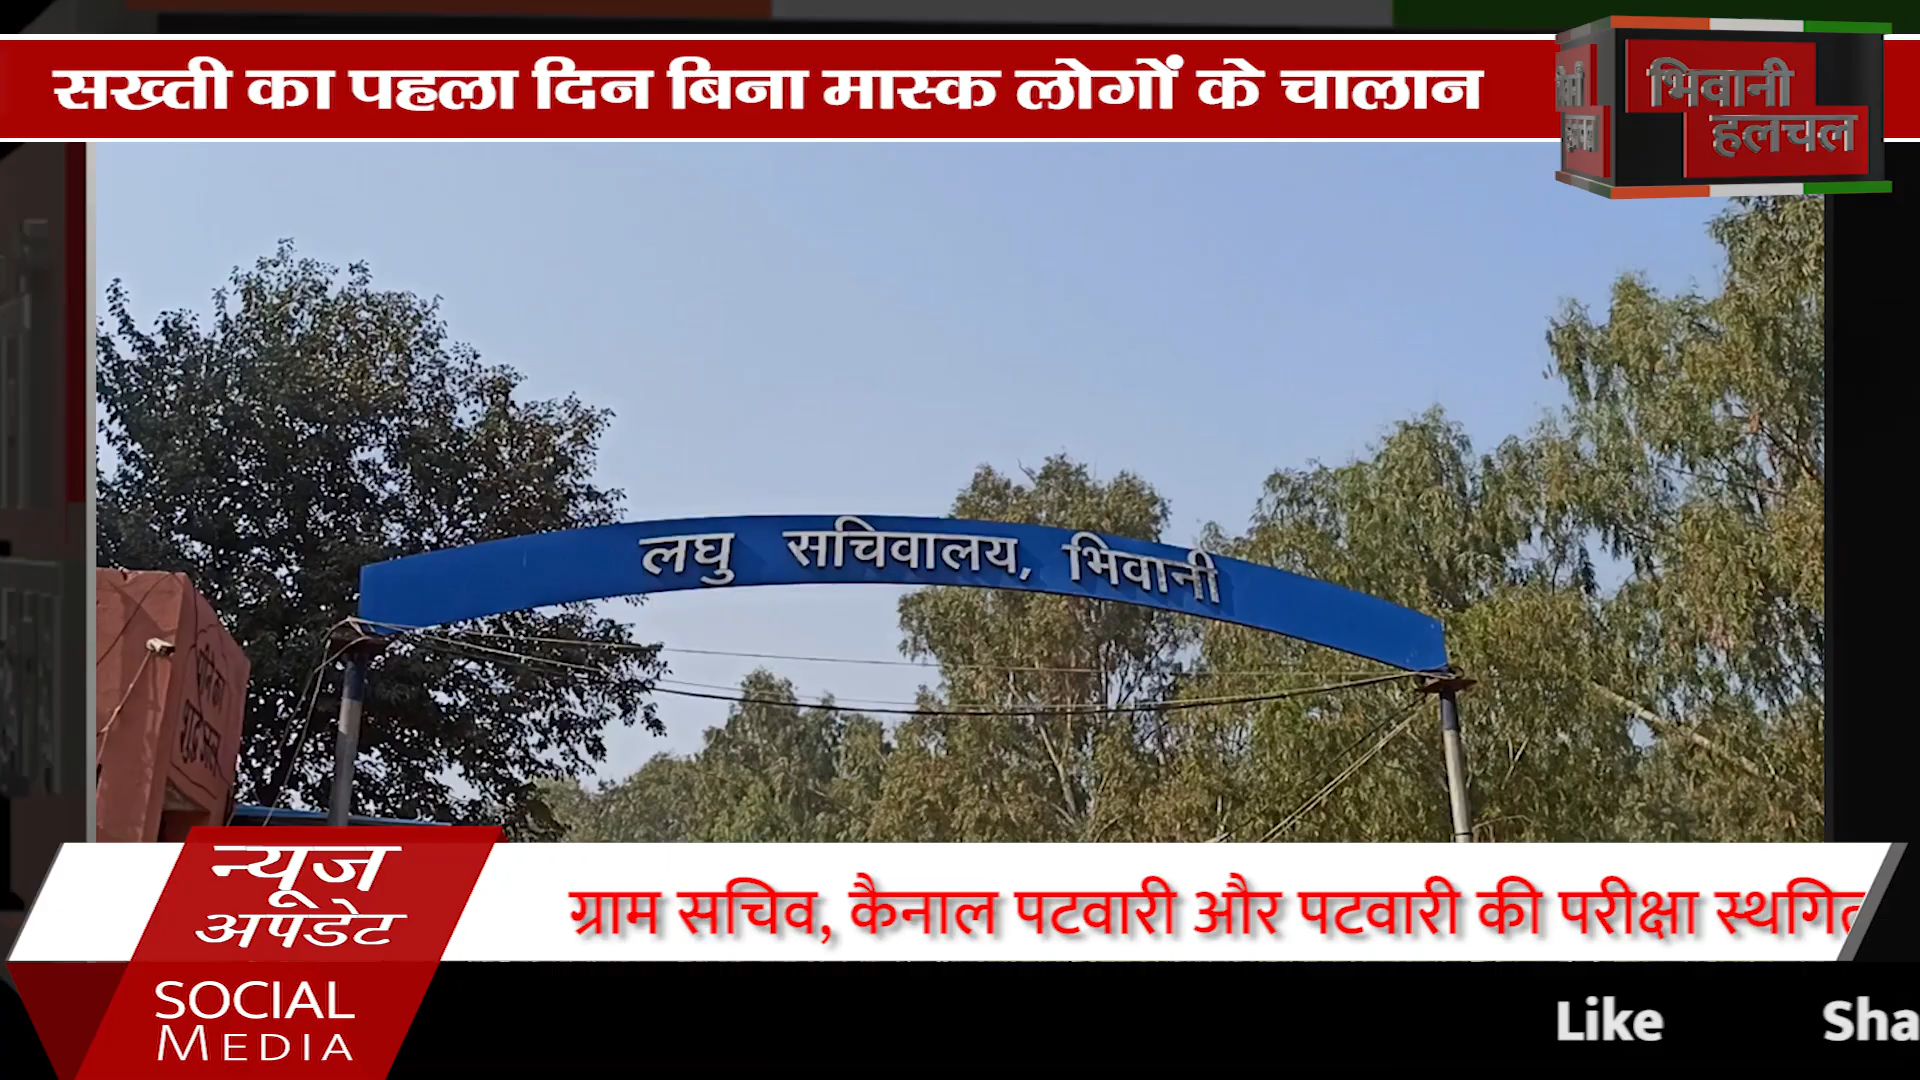 सख्ती का पहला दिन बिना मास्क लोगों के चालान
भिवानी
हलचल
लघु सचिवालय, भिवानी
न्यूज
अपडेट
ग्राम सचिव, कैनाल पटवारी और पटवारी की परीक्षा स्थगित
SOCIAL
MEDIA
Like Sha